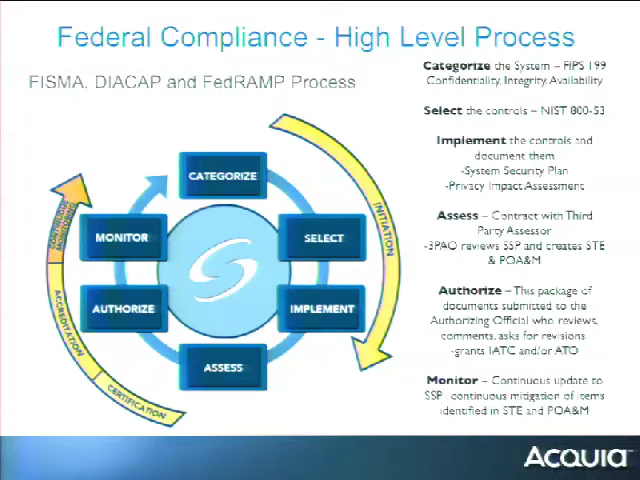 Federal Compliance - High Level Process
FISMA, DIACAP and FedRAMP Process
CATEGORIZE
SELECT
IMPLEMENT
ASSESS
AUTHORIZE
MONITOR
INITIATION
CERTIFICATION
ACCREDITATION
CONTINUOUS
MONITORING
Categorize the System – FIPS 199
Confidentiality, Integrity, Availability
Select the controls – NIST 800-53
Implement the controls and
document them
-System Security Plan
-Privacy Impact Assessment
Assess – Contract with Third
Party Assessor
-3PAO reviews SSP and creates STE
& POA&M
Authorize – This package of
documents submitted to the
Authorizing Official who reviews,
comments, asks for revisions
-grants IATC and/or ATO
Monitor – Continuous update to
SSP, continuous mitigation of items
identified in STE and POA&M
Acquia